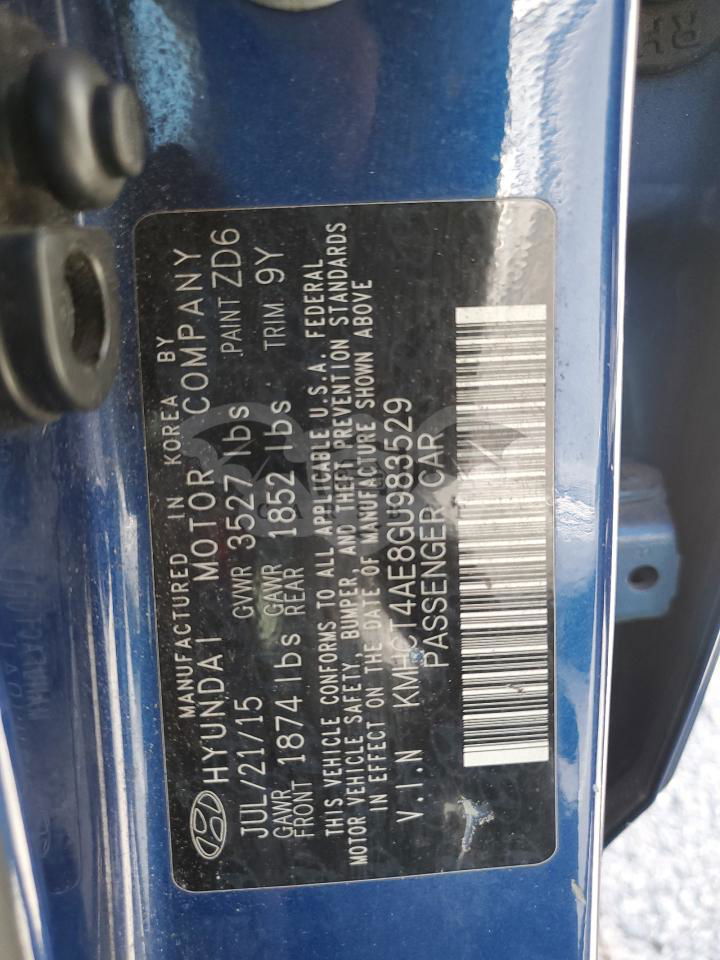 MANUFACTURED IN KOREA BY
HYUNDAI MOTOR COMPANY
JUL/21/15 GVWR 3527 lbs PAINT ZD6
GAWR FRONT 1874 lbs GAWR REAR 1852 lbs TRIM 9Y
THIS VEHICLE CONFORMS TO ALL APPLICABLE U.S.A. FEDERAL
MOTOR VEHICLE SAFETY, BUMPER, AND THEFT PREVENTION STANDARDS
IN EFFECT ON THE DATE OF MANUFACTURE SHOWN ABOVE
V.I.N KMHCT4AE8GU983529
PASSENGER CAR
RH